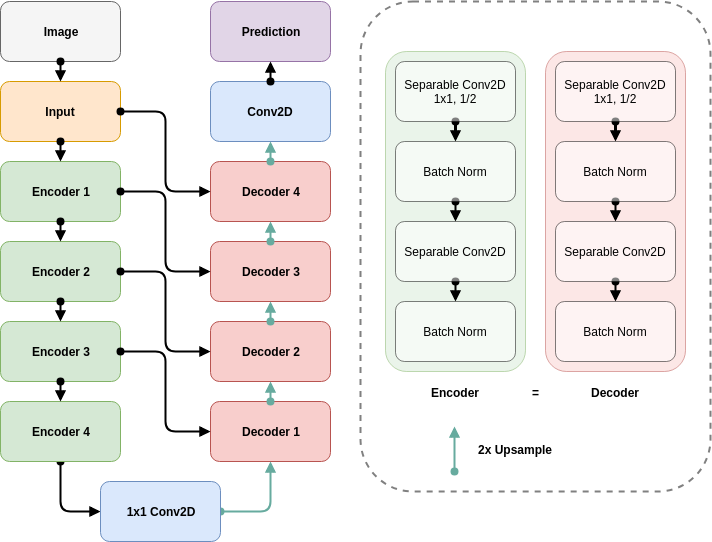 Image
Input
Encoder 1
Encoder 2
Encoder 3
Encoder 4
1x1 Conv2D
Prediction
Conv2D
Decoder 4
Decoder 3
Decoder 2
Decoder 1
Separable Conv2D
1x1, 1/2
Batch Norm
Separable Conv2D
Batch Norm
Separable Conv2D
1x1, 1/2
Batch Norm
Separable Conv2D
Batch Norm
Encoder = Decoder
2x Upsample